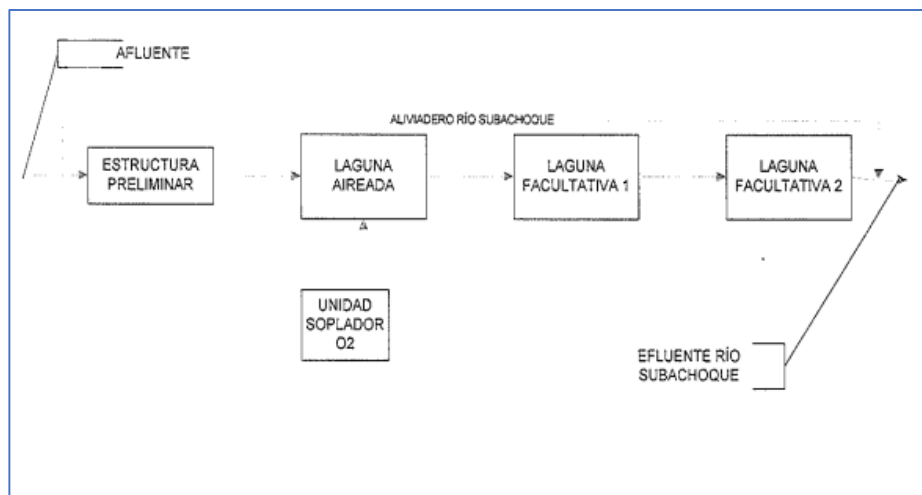 AFLUENTE
ALIVIADERO RÍO SUBACHOQUE
ESTRUCTURA
PRELIMINAR
LAGUNA
AIREADA
LAGUNA
FACULTATIVA 1
LAGUNA
FACULTATIVA 2
UNIDAD
SOPLADOR
O2
EFLUENTE RÍO
SUBACHOQUE